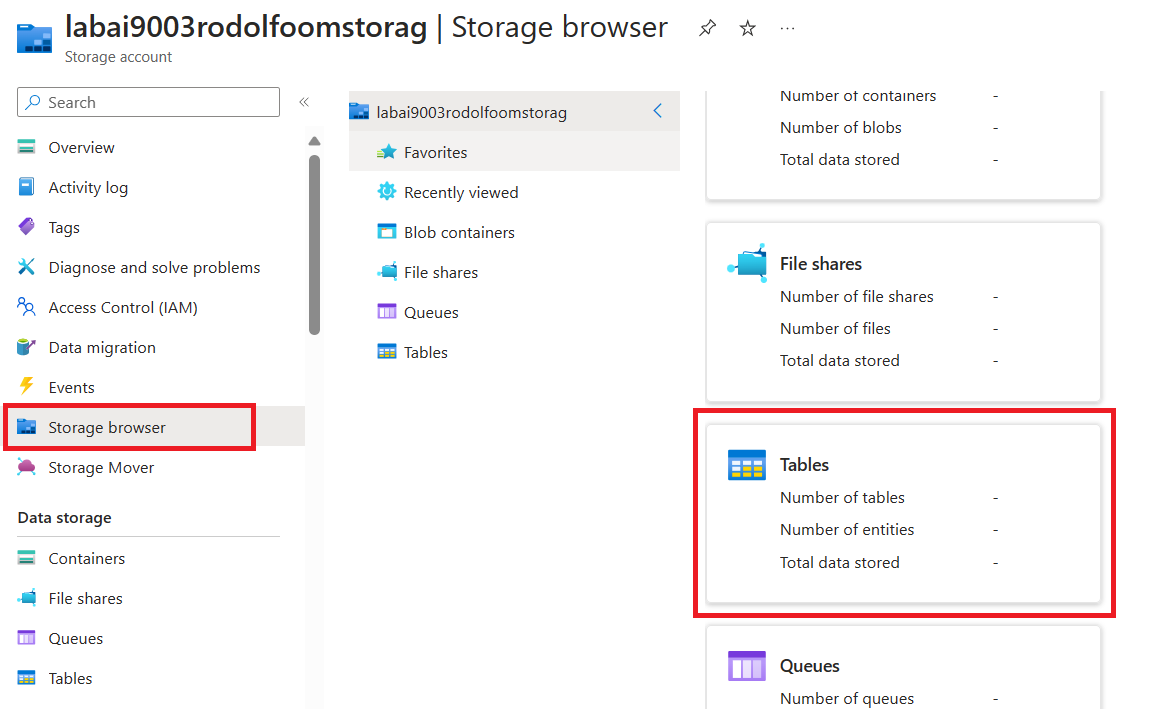 labai9003rodolfoomstorag | Storage browser
Storage account
Search
Overview
Activity log
Tags
Diagnose and solve problems
Access Control (IAM)
Data migration
Events
Storage browser
Storage Mover
Data storage
Containers
File shares
Queues
Tables
labai9003rodolfoomstorag
Favorites
Recently viewed
Blob containers
File shares
Queues
Tables
Number of containers -
Number of blobs -
Total data stored -
File shares
Number of file shares -
Number of files -
Total data stored -
Tables
Number of tables -
Number of entities -
Total data stored -
Queues
Number of queues -